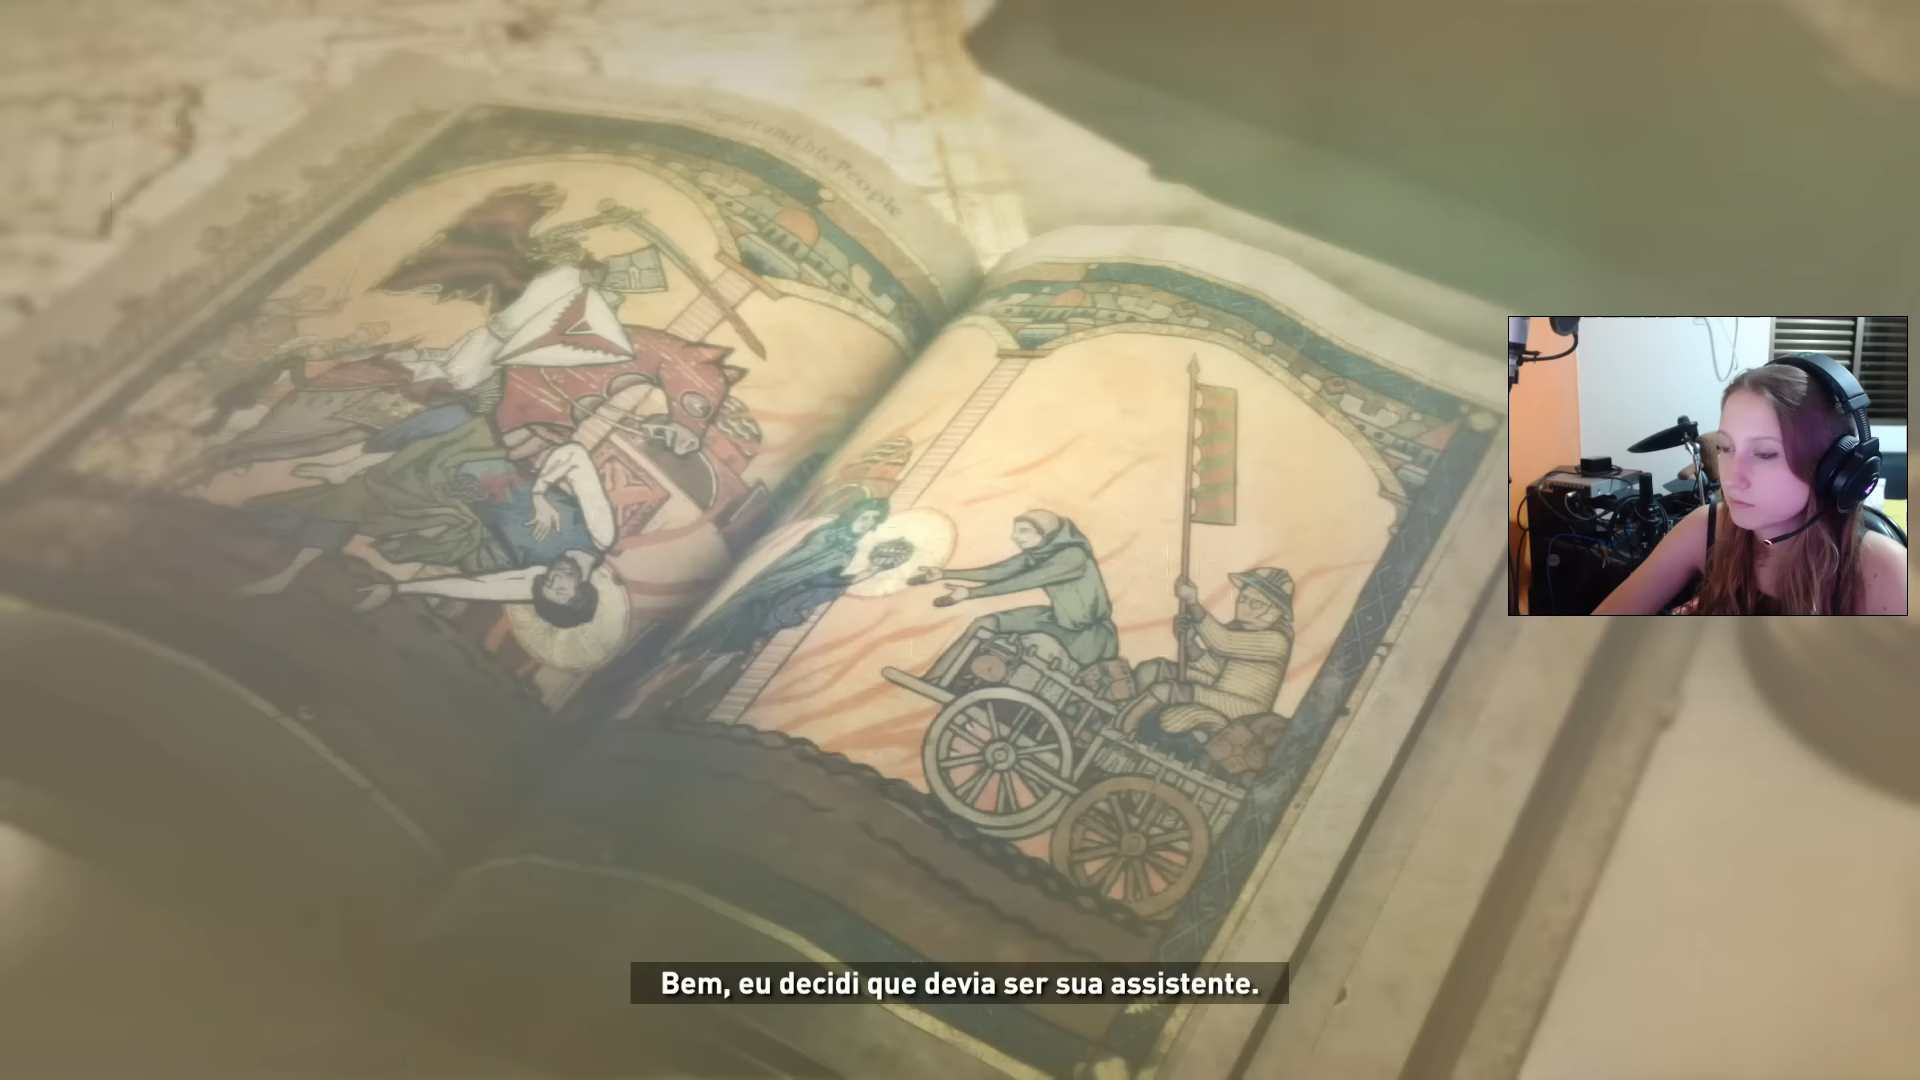 and his People
Bem, eu decidi que devia ser sua assistente.